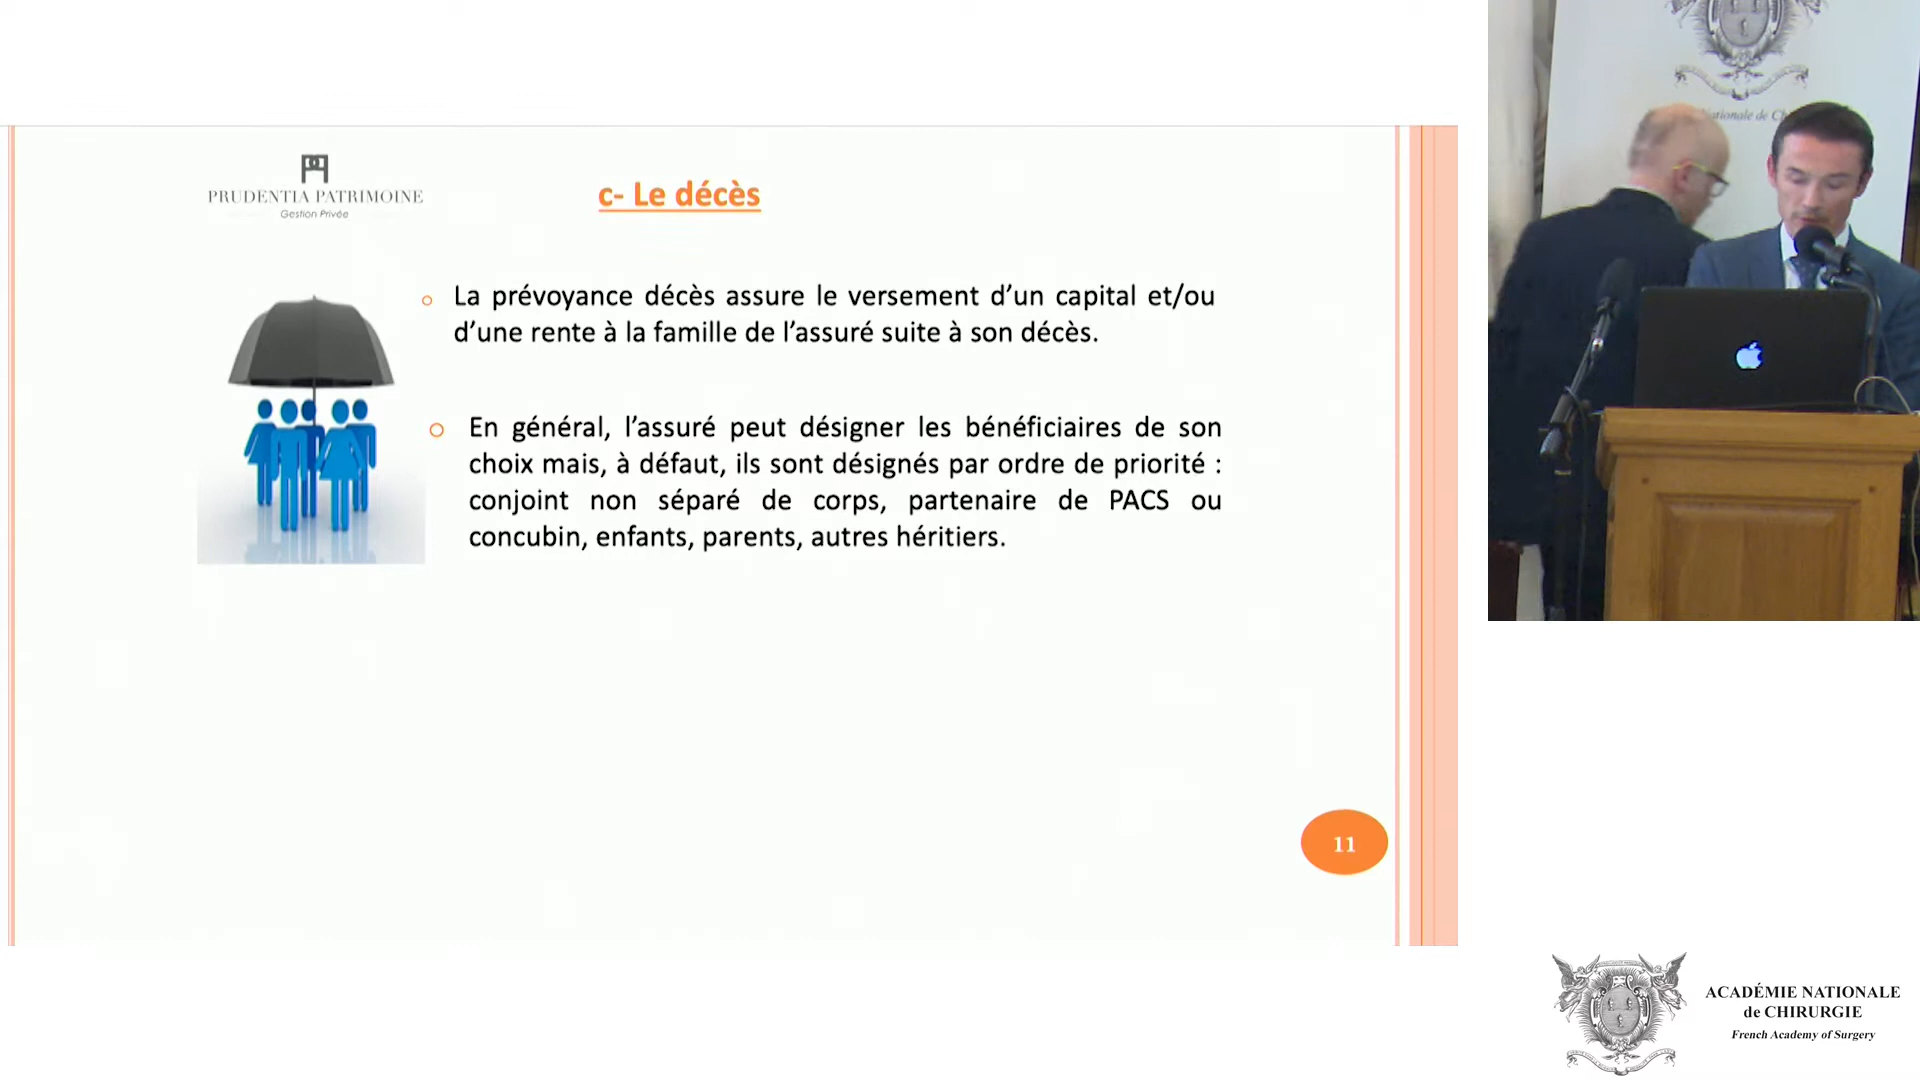 PRUDENTIA PATRIMOINE
Gestion Privée
c- Le décès
La prévoyance décès assure le versement d’un capital et/ou
d’une rente à la famille de l’assuré suite à son décès.
En général, l’assuré peut désigner les bénéficiaires de son
choix mais, à défaut, ils sont désignés par ordre de priorité :
conjoint non séparé de corps, partenaire de PACS ou
concubin, enfants, parents, autres héritiers.
11
Nationale de
ACADÉMIE NATIONALE
de CHIRURGIE
French Academy of Surgery